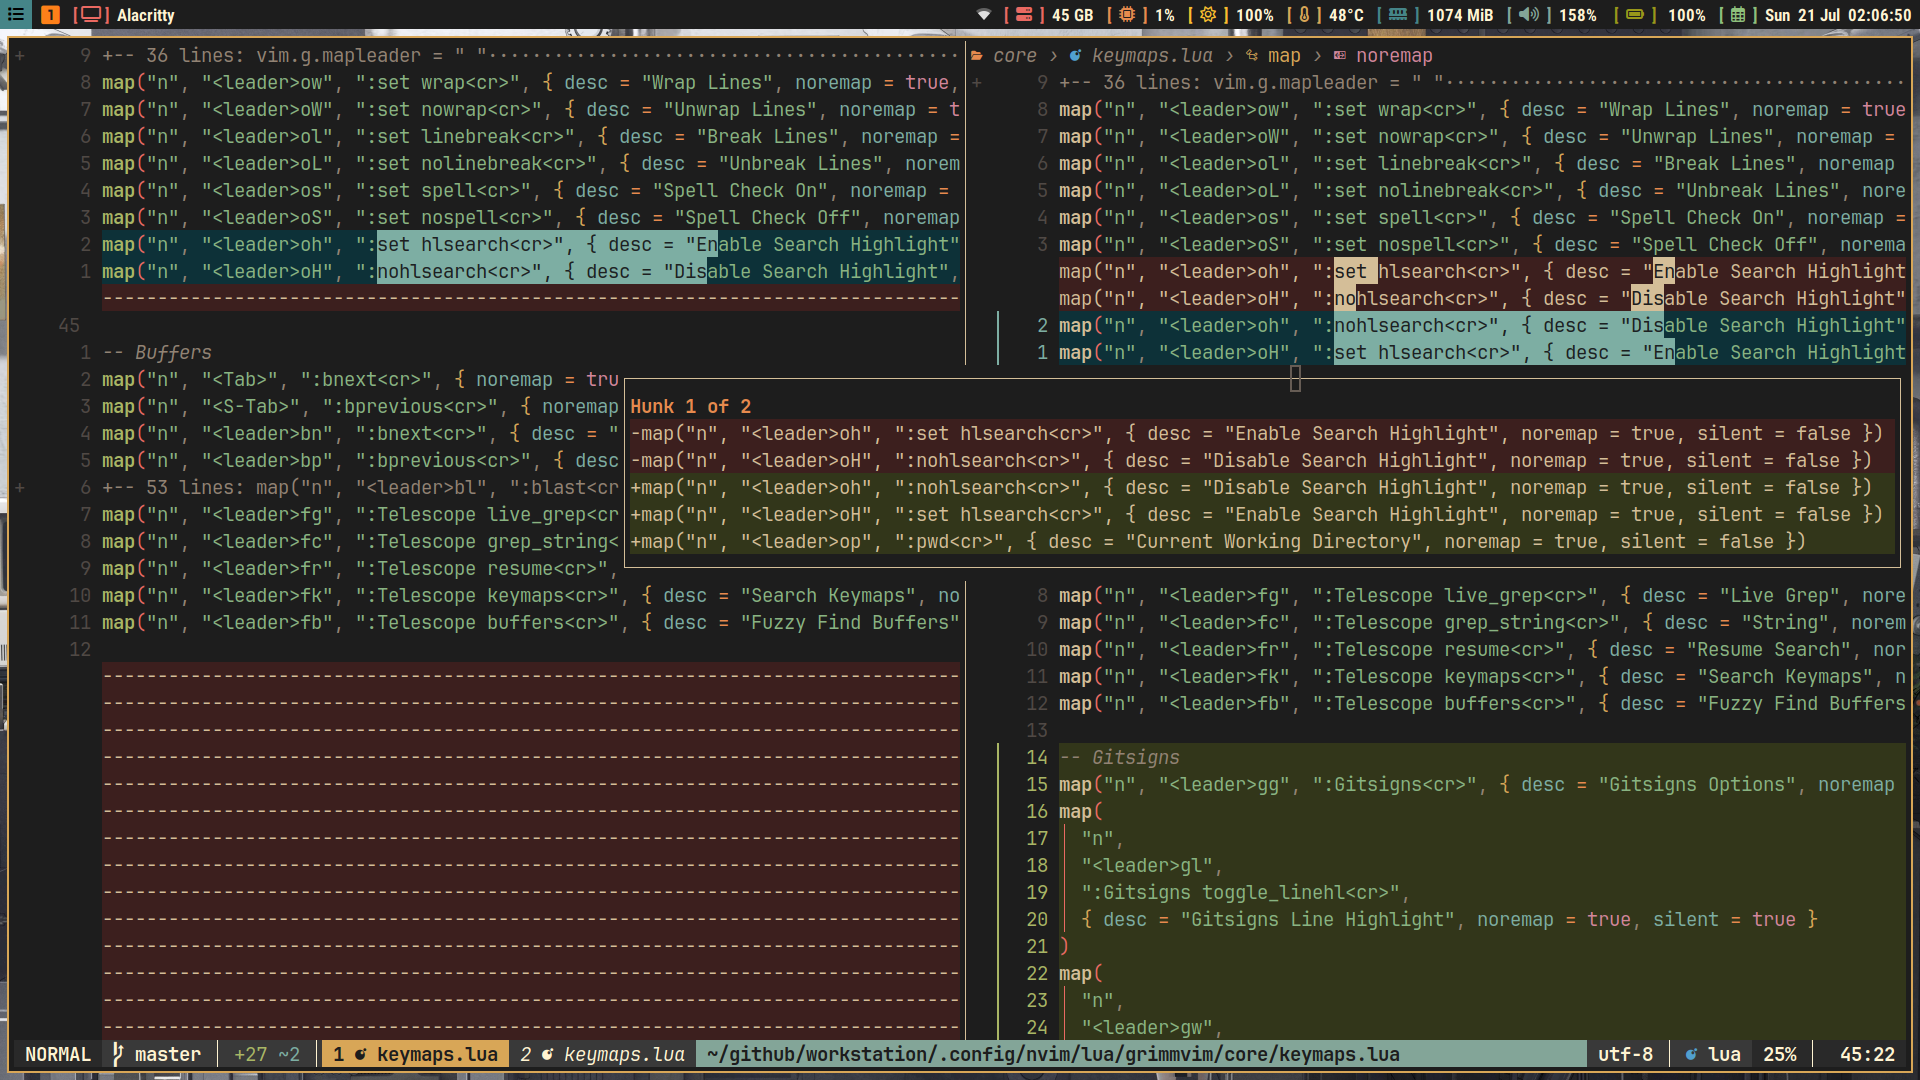 1 [ ] Alacritty [ ] 45 GB [ ] 1% [ ] 100% [ ] 48°C [ ] 1074 MiB [ ] 158% [ ] 100% [ ] Sun 21 Jul 02:06:50
+ 9 +-- 36 lines: vim.g.mapleader = " "
8 map("n", "<leader>ow", ":set wrap<cr>", { desc = "Wrap Lines", noremap = true,
7 map("n", "<leader>oW", ":set nowrap<cr>", { desc = "Unwrap Lines", noremap = t
6 map("n", "<leader>ol", ":set linebreak<cr>", { desc = "Break Lines", noremap =
5 map("n", "<leader>oL", ":set nolinebreak<cr>", { desc = "Unbreak Lines", norem
4 map("n", "<leader>os", ":set spell<cr>", { desc = "Spell Check On", noremap =
3 map("n", "<leader>oS", ":set nospell<cr>", { desc = "Spell Check Off", noremap
2 map("n", "<leader>oh", ":set hlsearch<cr>", { desc = "Enable Search Highlight"
1 map("n", "<leader>oH", ":nohlsearch<cr>", { desc = "Disable Search Highlight",
45
1 -- Buffers
2 map("n", "<Tab>", ":bnext<cr>", { noremap = tru
3 map("n", "<S-Tab>", ":bprevious<cr>", { noremap
4 map("n", "<leader>bn", ":bnext<cr>", { desc = "
5 map("n", "<leader>bp", ":bprevious<cr>", { desc
+ 6 +-- 53 lines: map("n", "<leader>bl", ":blast<cr
7 map("n", "<leader>fg", ":Telescope live_grep<cr
8 map("n", "<leader>fc", ":Telescope grep_string<
9 map("n", "<leader>fr", ":Telescope resume<cr>",
10 map("n", "<leader>fk", ":Telescope keymaps<cr>", { desc = "Search Keymaps", no
11 map("n", "<leader>fb", ":Telescope buffers<cr>", { desc = "Fuzzy Find Buffers"
12
core › keymaps.lua › map › noremap
+ 9 +-- 36 lines: vim.g.mapleader = " "
8 map("n", "<leader>ow", ":set wrap<cr>", { desc = "Wrap Lines", noremap = true
7 map("n", "<leader>oW", ":set nowrap<cr>", { desc = "Unwrap Lines", noremap =
6 map("n", "<leader>ol", ":set linebreak<cr>", { desc = "Break Lines", noremap
5 map("n", "<leader>oL", ":set nolinebreak<cr>", { desc = "Unbreak Lines", nore
4 map("n", "<leader>os", ":set spell<cr>", { desc = "Spell Check On", noremap =
3 map("n", "<leader>oS", ":set nospell<cr>", { desc = "Spell Check Off", norema
map("n", "<leader>oh", ":set hlsearch<cr>", { desc = "Enable Search Highlight
map("n", "<leader>oH", ":nohlsearch<cr>", { desc = "Disable Search Highlight"
2 map("n", "<leader>oh", ":nohlsearch<cr>", { desc = "Disable Search Highlight"
1 map("n", "<leader>oH", ":set hlsearch<cr>", { desc = "Enable Search Highlight
Hunk 1 of 2
-map("n", "<leader>oh", ":set hlsearch<cr>", { desc = "Enable Search Highlight", noremap = true, silent = false })
-map("n", "<leader>oH", ":nohlsearch<cr>", { desc = "Disable Search Highlight", noremap = true, silent = false })
+map("n", "<leader>oh", ":nohlsearch<cr>", { desc = "Disable Search Highlight", noremap = true, silent = false })
+map("n", "<leader>oH", ":set hlsearch<cr>", { desc = "Enable Search Highlight", noremap = true, silent = false })
+map("n", "<leader>op", ":pwd<cr>", { desc = "Current Working Directory", noremap = true, silent = false })
8 map("n", "<leader>fg", ":Telescope live_grep<cr>", { desc = "Live Grep", nore
9 map("n", "<leader>fc", ":Telescope grep_string<cr>", { desc = "String", norem
10 map("n", "<leader>fr", ":Telescope resume<cr>", { desc = "Resume Search", nor
11 map("n", "<leader>fk", ":Telescope keymaps<cr>", { desc = "Search Keymaps", n
12 map("n", "<leader>fb", ":Telescope buffers<cr>", { desc = "Fuzzy Find Buffers
13
14 -- Gitsigns
15 map("n", "<leader>gg", ":Gitsigns<cr>", { desc = "Gitsigns Options", noremap
16 map(
17 "n",
18 "<leader>gl",
19 ":Gitsigns toggle_linehl<cr>",
20 { desc = "Gitsigns Line Highlight", noremap = true, silent = true }
21 )
22 map(
23 "n",
24 "<leader>gw",
NORMAL master +27 ~2 1 keymaps.lua 2 keymaps.lua ~/github/workstation/.config/nvim/lua/grimmvim/core/keymaps.lua utf-8 lua 25% 45:22